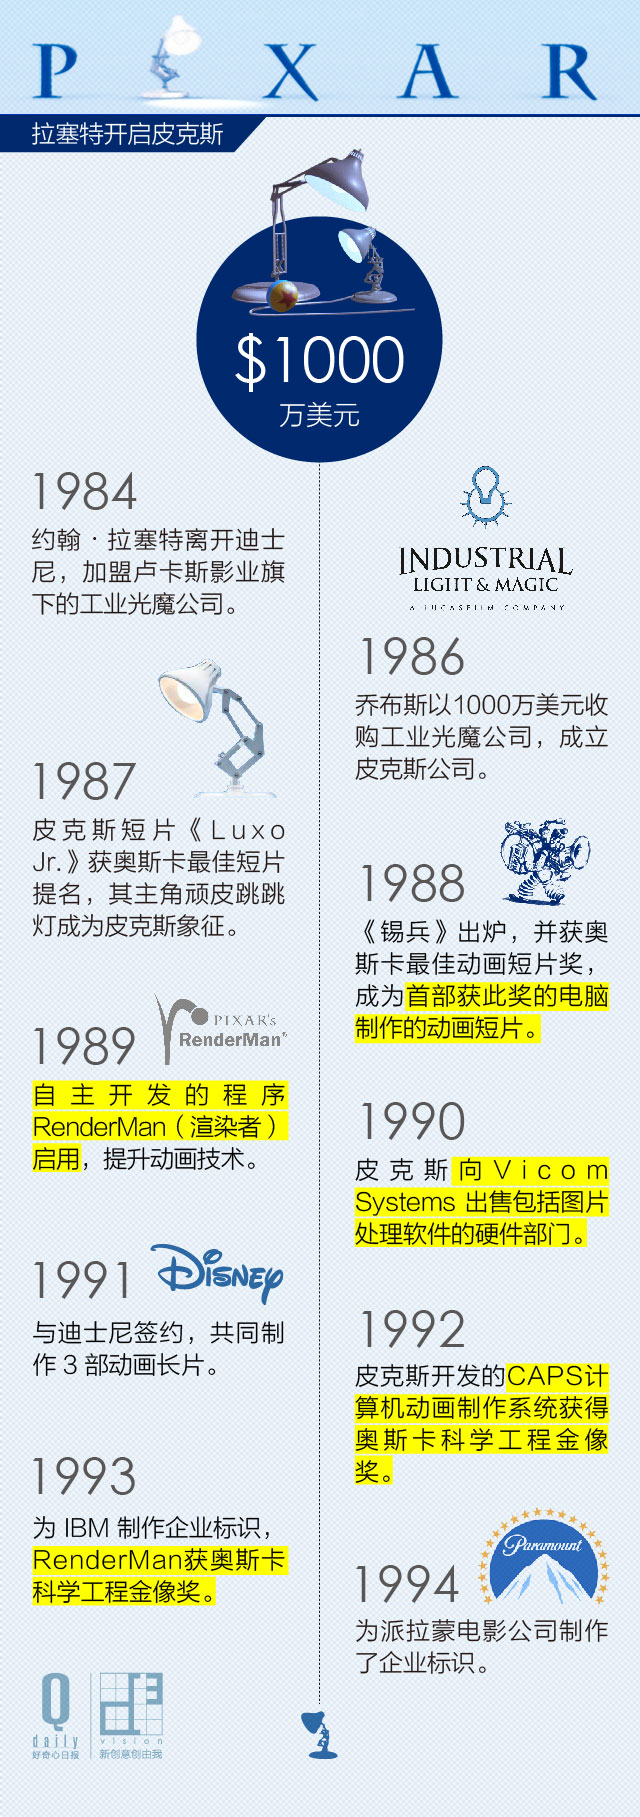 PIXAR
拉塞特开启皮克斯
$1000
万美元
1984
约翰·拉塞特离开迪士
尼，加盟卢卡斯影业旗
下的工业光魔公司。
INDUSTRIAL
LIGHT & MAGIC
A LUCASFILM COMPANY
1986
乔布斯以1000万美元收
购工业光魔公司，成立
皮克斯公司。
1987
皮克斯短片《Luxo
Jr.》获奥斯卡最佳短片
提名，其主角顽皮跳跳
灯成为皮克斯象征。
1988
《锡兵》出炉，并获奥
斯卡最佳动画短片奖，
成为首部获此奖的电脑
制作的动画短片。
1989
PIXAR's
RenderMan®
自主开发的程序
RenderMan（渲染者）
启用，提升动画技术。
1990
皮克斯向Vicom
Systems 出售包括图片
处理软件的硬件部门。
1991
Disney
与迪士尼签约，共同制
作 3 部动画长片。
1992
皮克斯开发的CAPS计
算机动画制作系统获得
奥斯卡科学工程金像
奖。
1993
为 IBM 制作企业标识，
RenderMan获奥斯卡
科学工程金像奖。
Paramount
1994
为派拉蒙电影公司制作
了企业标识。
Q
daily
好奇心日报
vision
新创意创由我